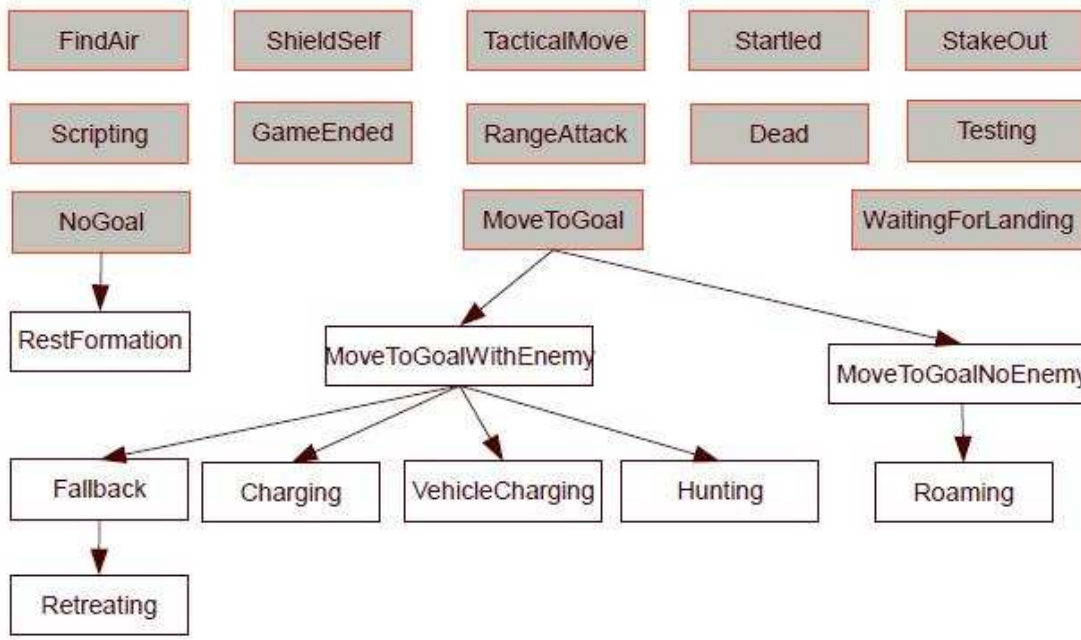 FindAir
ShieldSelf
TacticalMove
Startled
StakeOut
Scripting
GameEnded
RangeAttack
Dead
Testing
NoGoal
MoveToGoal
WaitingForLanding
RestFormation
MoveToGoalWithEnemy
MoveToGoalNoEnemy
Fallback
Charging
VehicleCharging
Hunting
Roaming
Retreating